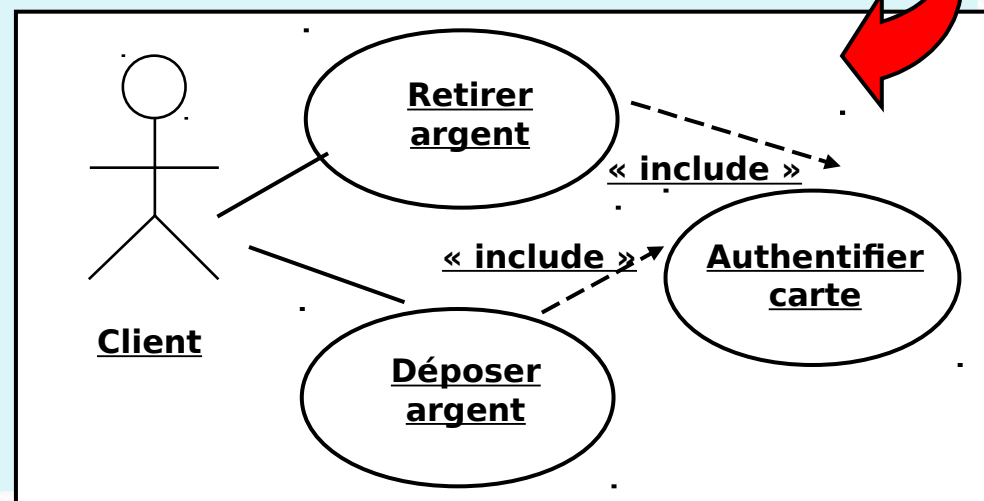 Retirer
argent
« include »
« include »
Authentifier
carte
Client
Déposer
argent